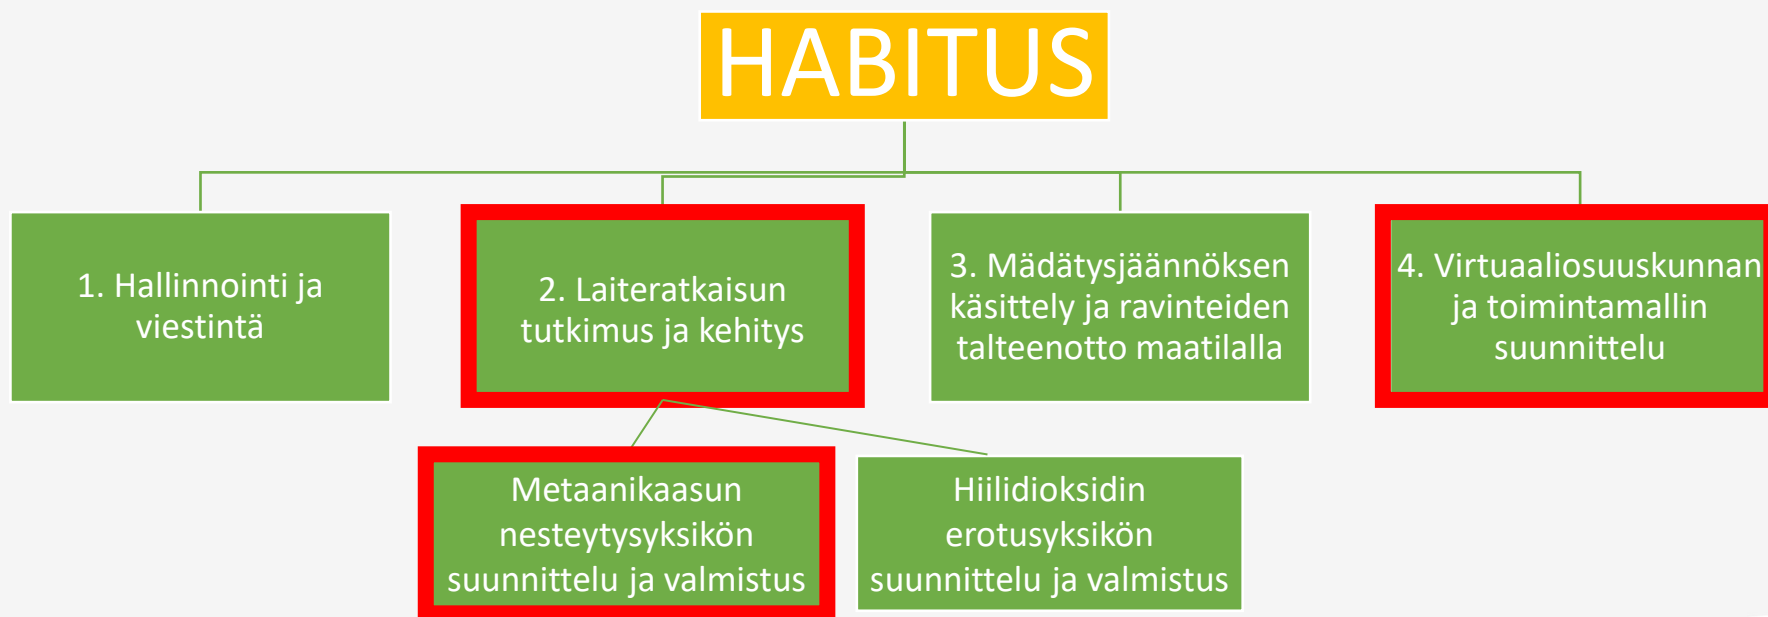 HABITUS
1. Hallinnointi ja
viestintä
2. Laiteratkaisun
tutkimus ja kehitys
3. Mädätysjäännöksen
käsittely ja ravinteiden
talteenotto maatilalla
4. Virtuaaliosuuskunnan
ja toimintamallin
suunnittelu
Metaanikaasun
nesteytysyksikön
suunnittelu ja valmistus
Hiilidioksidin
erotusyksikön
suunnittelu ja valmistus